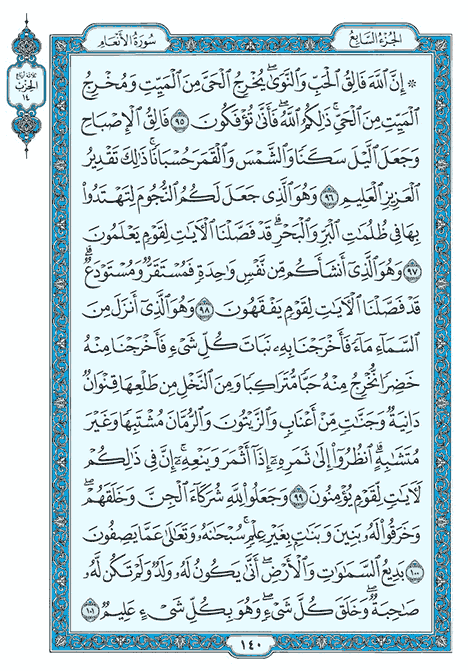 الجزء السابع
سورة الأنعام
ثلاثة أرباع
الحزب
١٤
۞ إِنَّ ٱللَّهَ فَالِقُ ٱلْحَبِّ وَٱلنَّوَىٰ ۖ يُخْرِجُ ٱلْحَىَّ مِنَ ٱلْمَيِّتِ وَمُخْرِجُ
ٱلْمَيِّتِ مِنَ ٱلْحَىِّ ۚ ذَٰلِكُمُ ٱللَّهُ ۖ فَأَنَّىٰ تُؤْفَكُونَ ٩٥ فَالِقُ ٱلْإِصْبَاحِ
وَجَعَلَ ٱلَّيْلَ سَكَنًا وَٱلشَّمْسَ وَٱلْقَمَرَ حُسْبَانًا ۚ ذَٰلِكَ تَقْدِيرُ
ٱلْعَزِيزِ ٱلْعَلِيمِ ٩٦ وَهُوَ ٱلَّذِى جَعَلَ لَكُمُ ٱلنُّجُومَ لِتَهْتَدُوا۟
بِهَا فِى ظُلُمَٰتِ ٱلْبَرِّ وَٱلْبَحْرِ ۗ قَدْ فَصَّلْنَا ٱلْءَايَٰتِ لِقَوْمٍ يَعْلَمُونَ
٩٧ وَهُوَ ٱلَّذِىٓ أَنشَأَكُم مِّن نَّفْسٍ وَٰحِدَةٍ فَمُسْتَقَرٌّ وَمُسْتَوْدَعٌ ۗ
قَدْ فَصَّلْنَا ٱلْءَايَٰتِ لِقَوْمٍ يَفْقَهُونَ ٩٨ وَهُوَ ٱلَّذِىٓ أَنزَلَ مِنَ
ٱلسَّمَآءِ مَآءً فَأَخْرَجْنَا بِهِۦ نَبَاتَ كُلِّ شَىْءٍ فَأَخْرَجْنَا مِنْهُ
خَضِرًا نُّخْرِجُ مِنْهُ حَبًّا مُّتَرَاكِبًا وَمِنَ ٱلنَّخْلِ مِن طَلْعِهَا قِنْوَانٌ
دَانِيَةٌ وَجَنَّٰتٍ مِّنْ أَعْنَابٍ وَٱلزَّيْتُونَ وَٱلرُّمَّانَ مُشْتَبِهًا وَغَيْرَ
مُتَشَٰبِهٍ ۗ ٱنظُرُوٓا۟ إِلَىٰ ثَمَرِهِۦٓ إِذَآ أَثْمَرَ وَيَنْعِهِۦٓ ۚ إِنَّ فِى ذَٰلِكُمْ
لَءَايَٰتٍ لِّقَوْمٍ يُؤْمِنُونَ ٩٩ وَجَعَلُوا۟ لِلَّهِ شُرَكَآءَ ٱلْجِنَّ وَخَلَقَهُمْ ۖ
وَخَرَقُوا۟ لَهُۥ بَنِينَ وَبَنَٰتٍۭ بِغَيْرِ عِلْمٍ ۚ سُبْحَٰنَهُۥ وَتَعَٰلَىٰ عَمَّا يَصِفُونَ
١٠٠ بَدِيعُ ٱلسَّمَٰوَٰتِ وَٱلْأَرْضِ ۖ أَنَّىٰ يَكُونُ لَهُۥ وَلَدٌ وَلَمْ تَكُن لَّهُۥ
صَٰحِبَةٌ ۖ وَخَلَقَ كُلَّ شَىْءٍ ۖ وَهُوَ بِكُلِّ شَىْءٍ عَلِيمٌ ١٠١
١٤٠